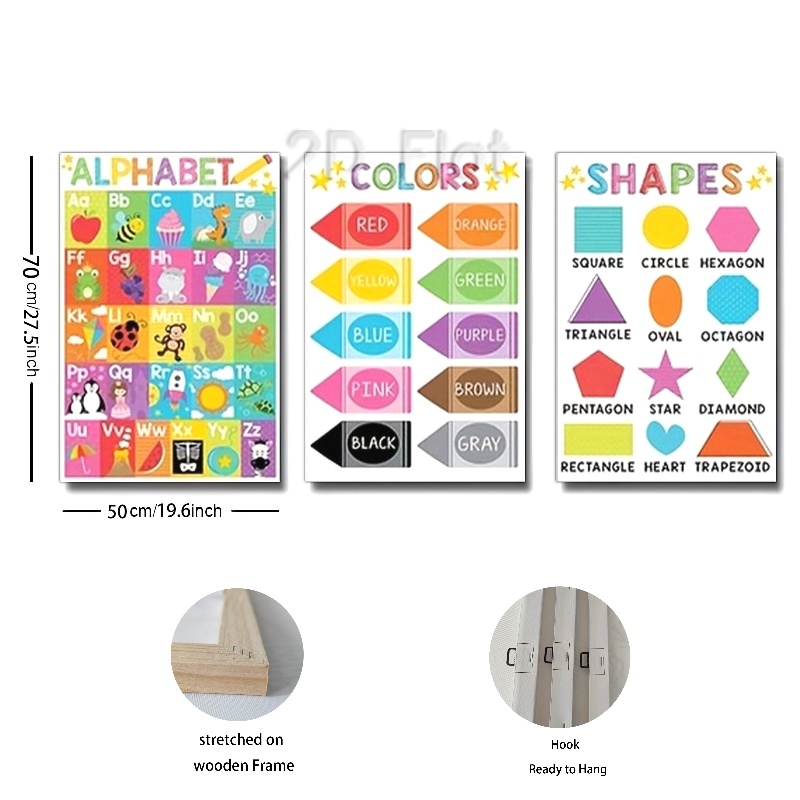 2D Flat
ALPHABET
Aa Bb Cc Dd Ee
Ff Gg Hh Ii Jj
Kk Ll Mm Nn Oo
Pp Qq Rr Ss Tt
Uu Vv Ww Xx Yy Zz
COLORS
RED ORANGE
YELLOW GREEN
BLUE PURPLE
PINK BROWN
BLACK GRAY
SHAPES
SQUARE CIRCLE HEXAGON
TRIANGLE OVAL OCTAGON
PENTAGON STAR DIAMOND
RECTANGLE HEART TRAPEZOID
70cm/27.5inch
50cm/19.6inch
stretched on
wooden Frame
Hook
Ready to Hang